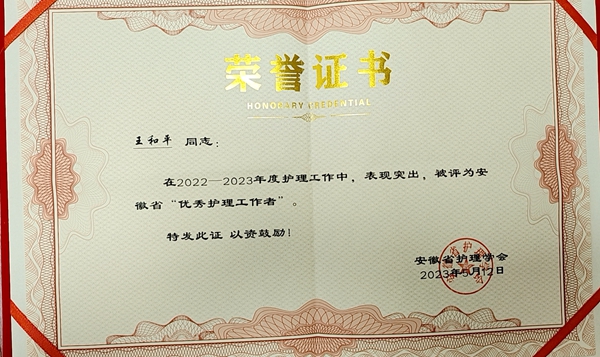 荣誉证书
HONORARY CREDENTIAL
王和平 同志：
在2022—2023年度护理工作中，表现突出，被评为安
徽省“优秀护理工作者”。
特发此证 以资鼓励！
安徽省护理学会
2023年5月12日